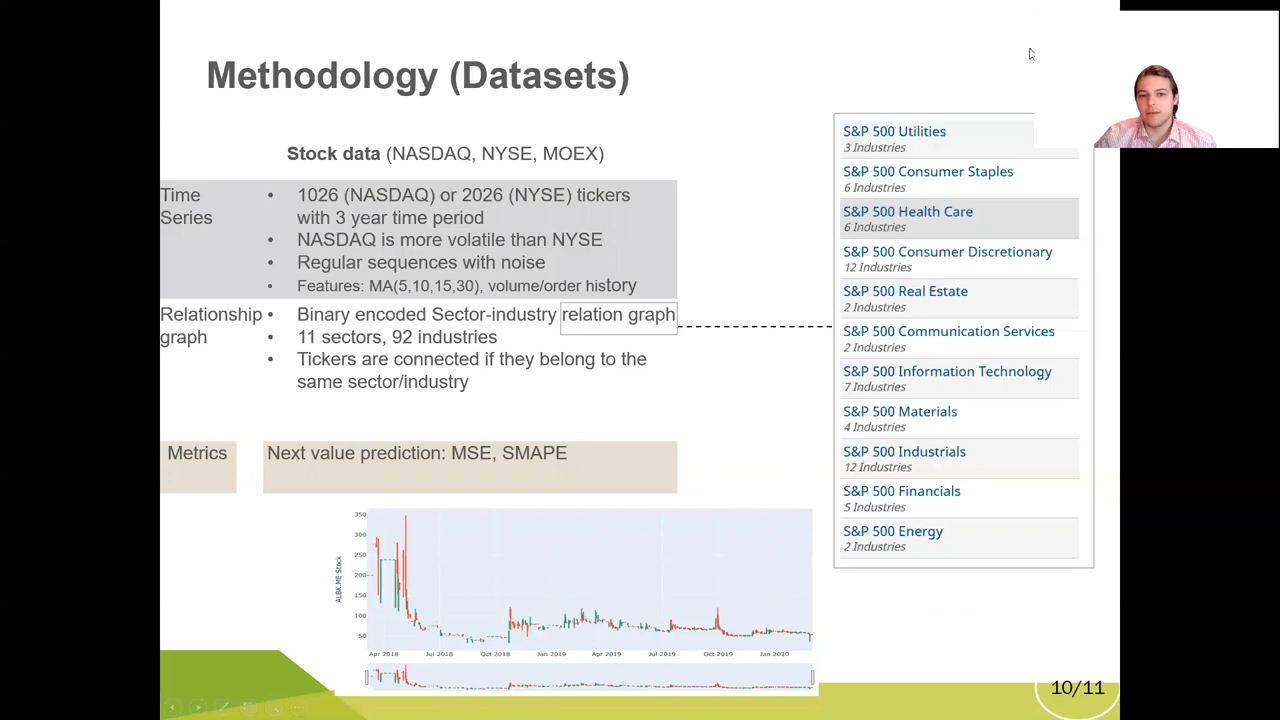 Methodology (Datasets)
Stock data (NASDAQ, NYSE, MOEX)
Time
Series
• 1026 (NASDAQ) or 2026 (NYSE) tickers
with 3 year time period
• NASDAQ is more volatile than NYSE
• Regular sequences with noise
• Features: MA(5,10,15,30), volume/order history
Relationship
graph
• Binary encoded Sector-industry relation graph
• 11 sectors, 92 industries
• Tickers are connected if they belong to the
same sector/industry
Metrics
Next value prediction: MSE, SMAPE
S&P 500 Utilities
3 Industries
S&P 500 Consumer Staples
6 Industries
S&P 500 Health Care
6 Industries
S&P 500 Consumer Discretionary
12 Industries
S&P 500 Real Estate
2 Industries
S&P 500 Communication Services
2 Industries
S&P 500 Information Technology
7 Industries
S&P 500 Materials
4 Industries
S&P 500 Industrials
12 Industries
S&P 500 Financials
5 Industries
S&P 500 Energy
2 Industries
ALBK.ME Stock
350
300
250
200
150
100
50
Apr 2018 Jul 2018 Oct 2018 Jan 2019 Apr 2019 Jul 2019 Oct 2019 Jan 2020
10/11